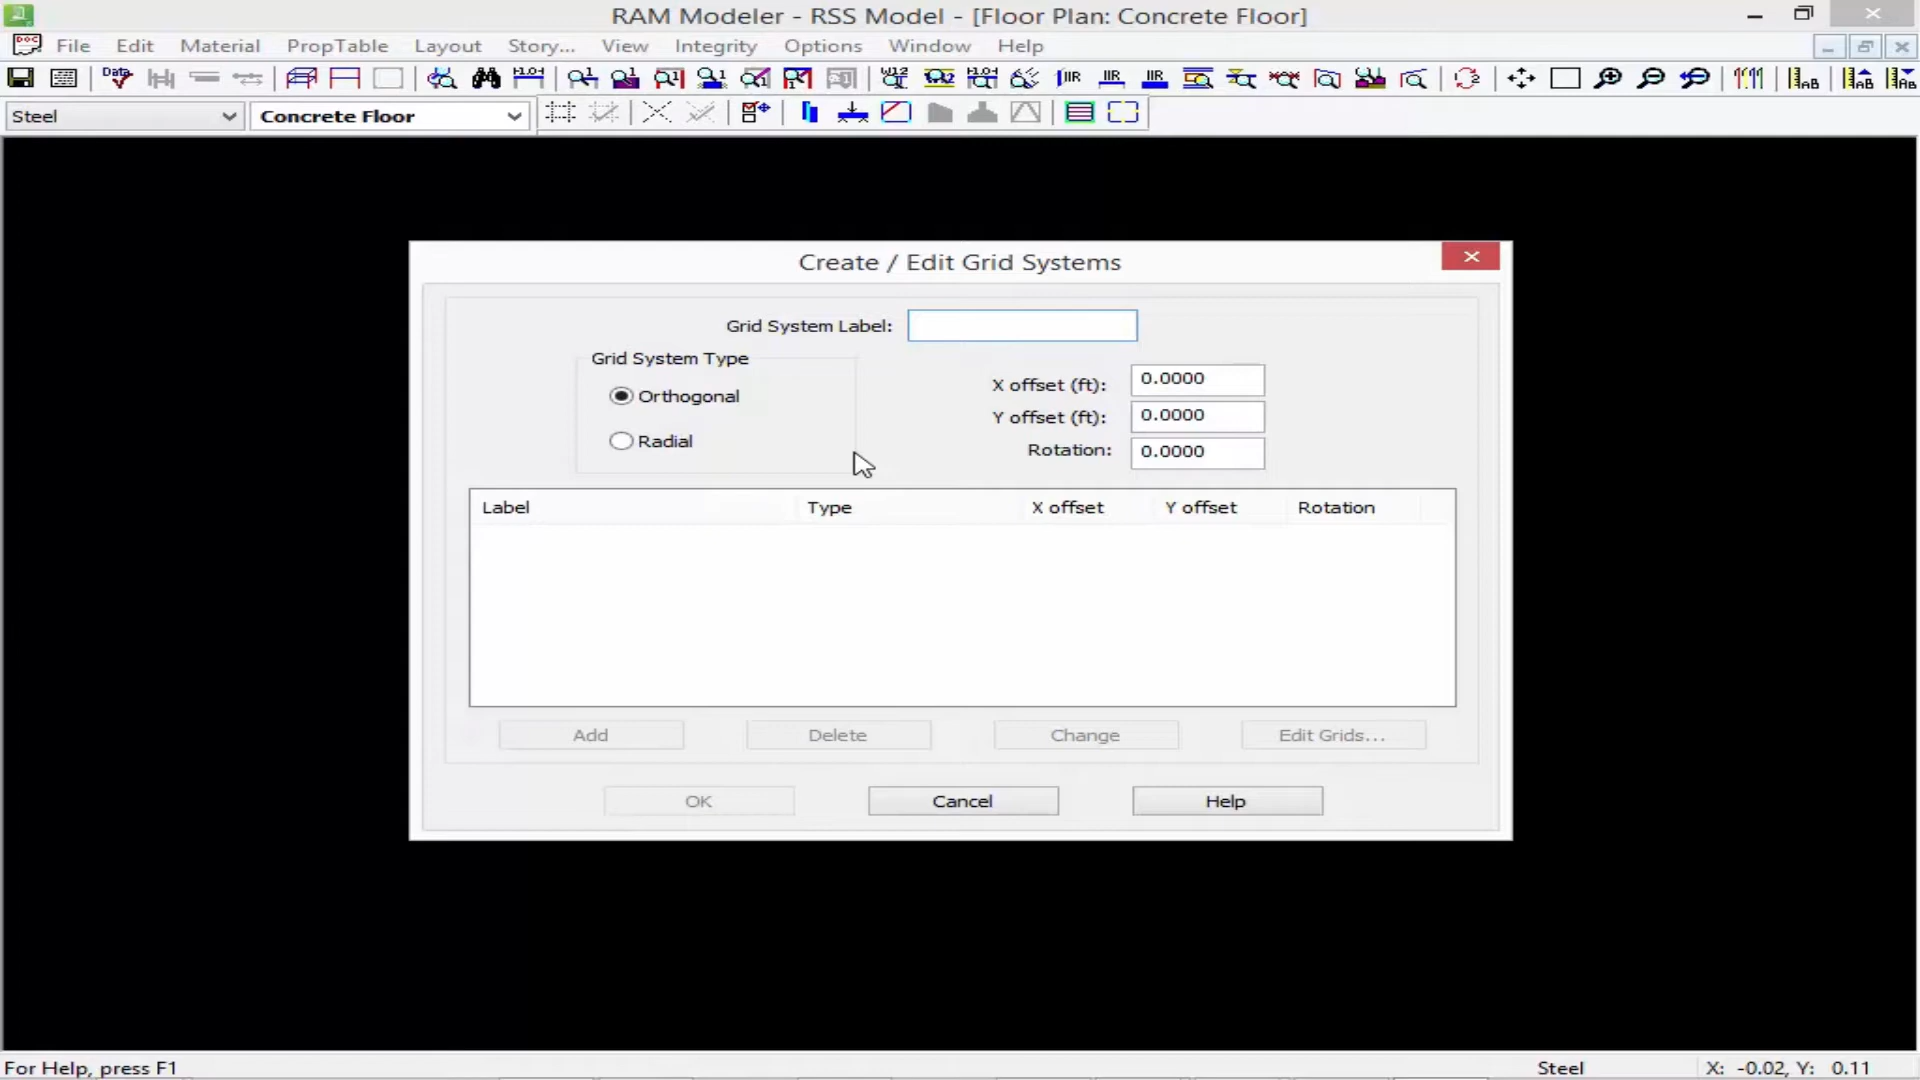 RAM Modeler - RSS Model - [Floor Plan: Concrete Floor]
File Edit Material PropTable Layout Story... View Integrity Options Window Help
Steel Concrete Floor
Create / Edit Grid Systems
Grid System Label:
Grid System Type
Orthogonal
Radial
X offset (ft): 0.0000
Y offset (ft): 0.0000
Rotation: 0.0000
Label Type X offset Y offset Rotation
Add Delete Change Edit Grids...
OK Cancel Help
For Help, press F1 Steel X: -0.02, Y: 0.11